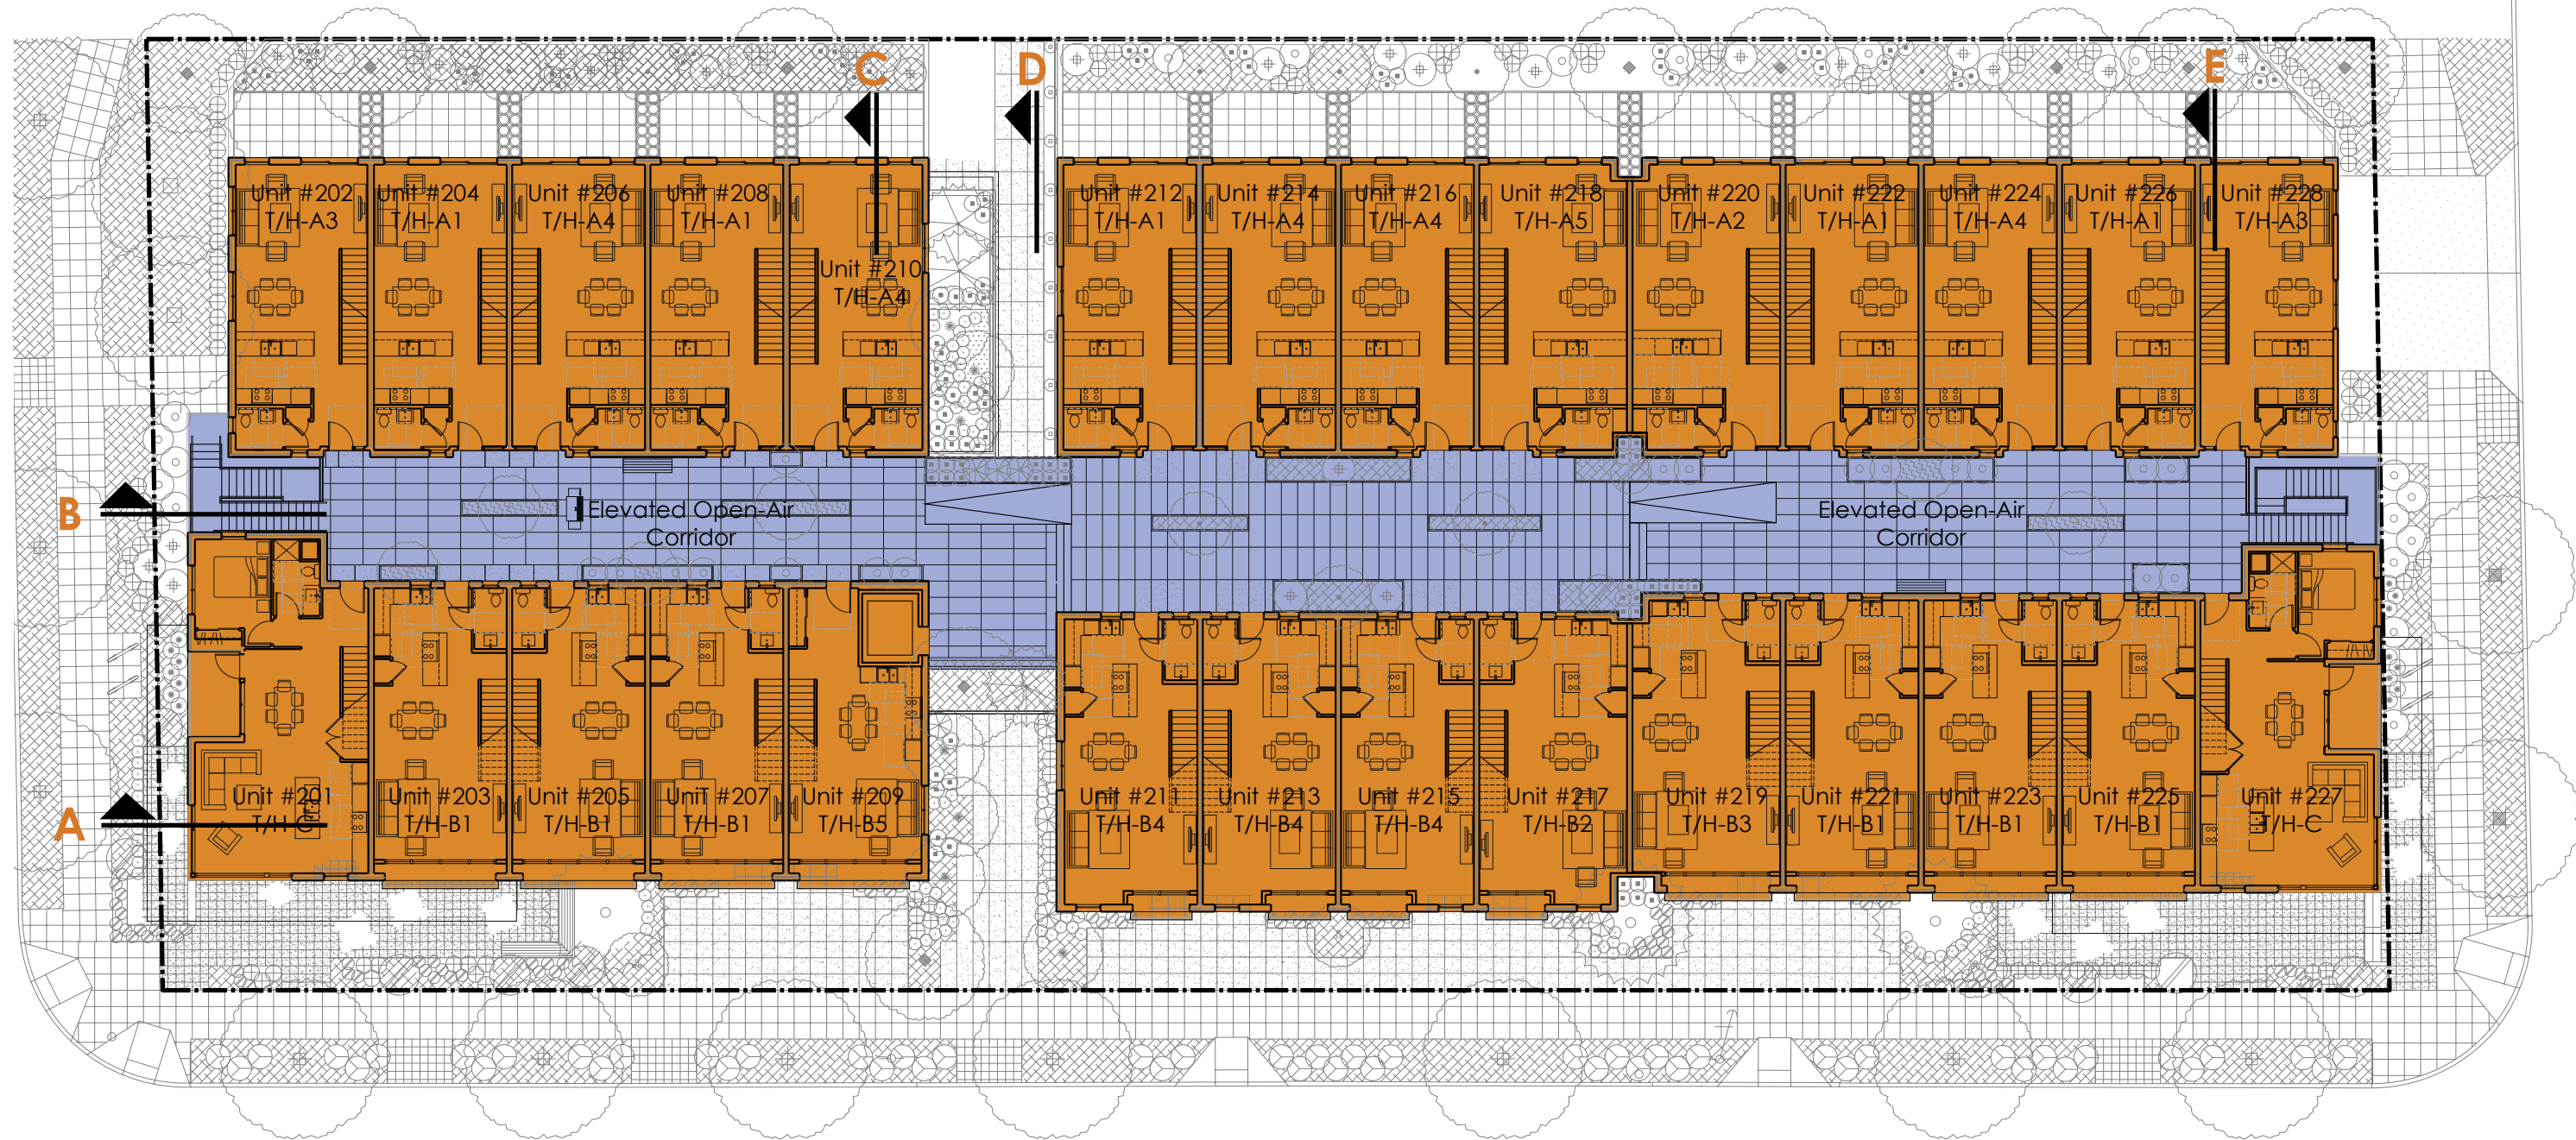 C
D
E
Unit #202
T/H-A3
Unit #204
T/H-A1
Unit #206
T/H-A4
Unit #208
T/H-A1
Unit #210
T/H-A4
Unit #212
T/H-A1
Unit #214
T/H-A4
Unit #216
T/H-A4
Unit #218
T/H-A5
Unit #220
T/H-A2
Unit #222
T/H-A1
Unit #224
T/H-A4
Unit #226
T/H-A1
Unit #228
T/H-A3
B
Elevated Open-Air
Corridor
Elevated Open-Air
Corridor
A
Unit #201
T/H-C
Unit #203
T/H-B1
Unit #205
T/H-B1
UniT #207
T/H-B1
Unit #209
T/H-B5
Unit #211
T/H-B4
Unit #213
T/H-B4
Unit #215
T/H-B4
Unit #217
T/H-B2
Unit #219
T/H-B3
Unit #221
T/H-B1
Unit #223
T/H-B1
Unit #225
T/H-B1
Unit #227
T/H-C